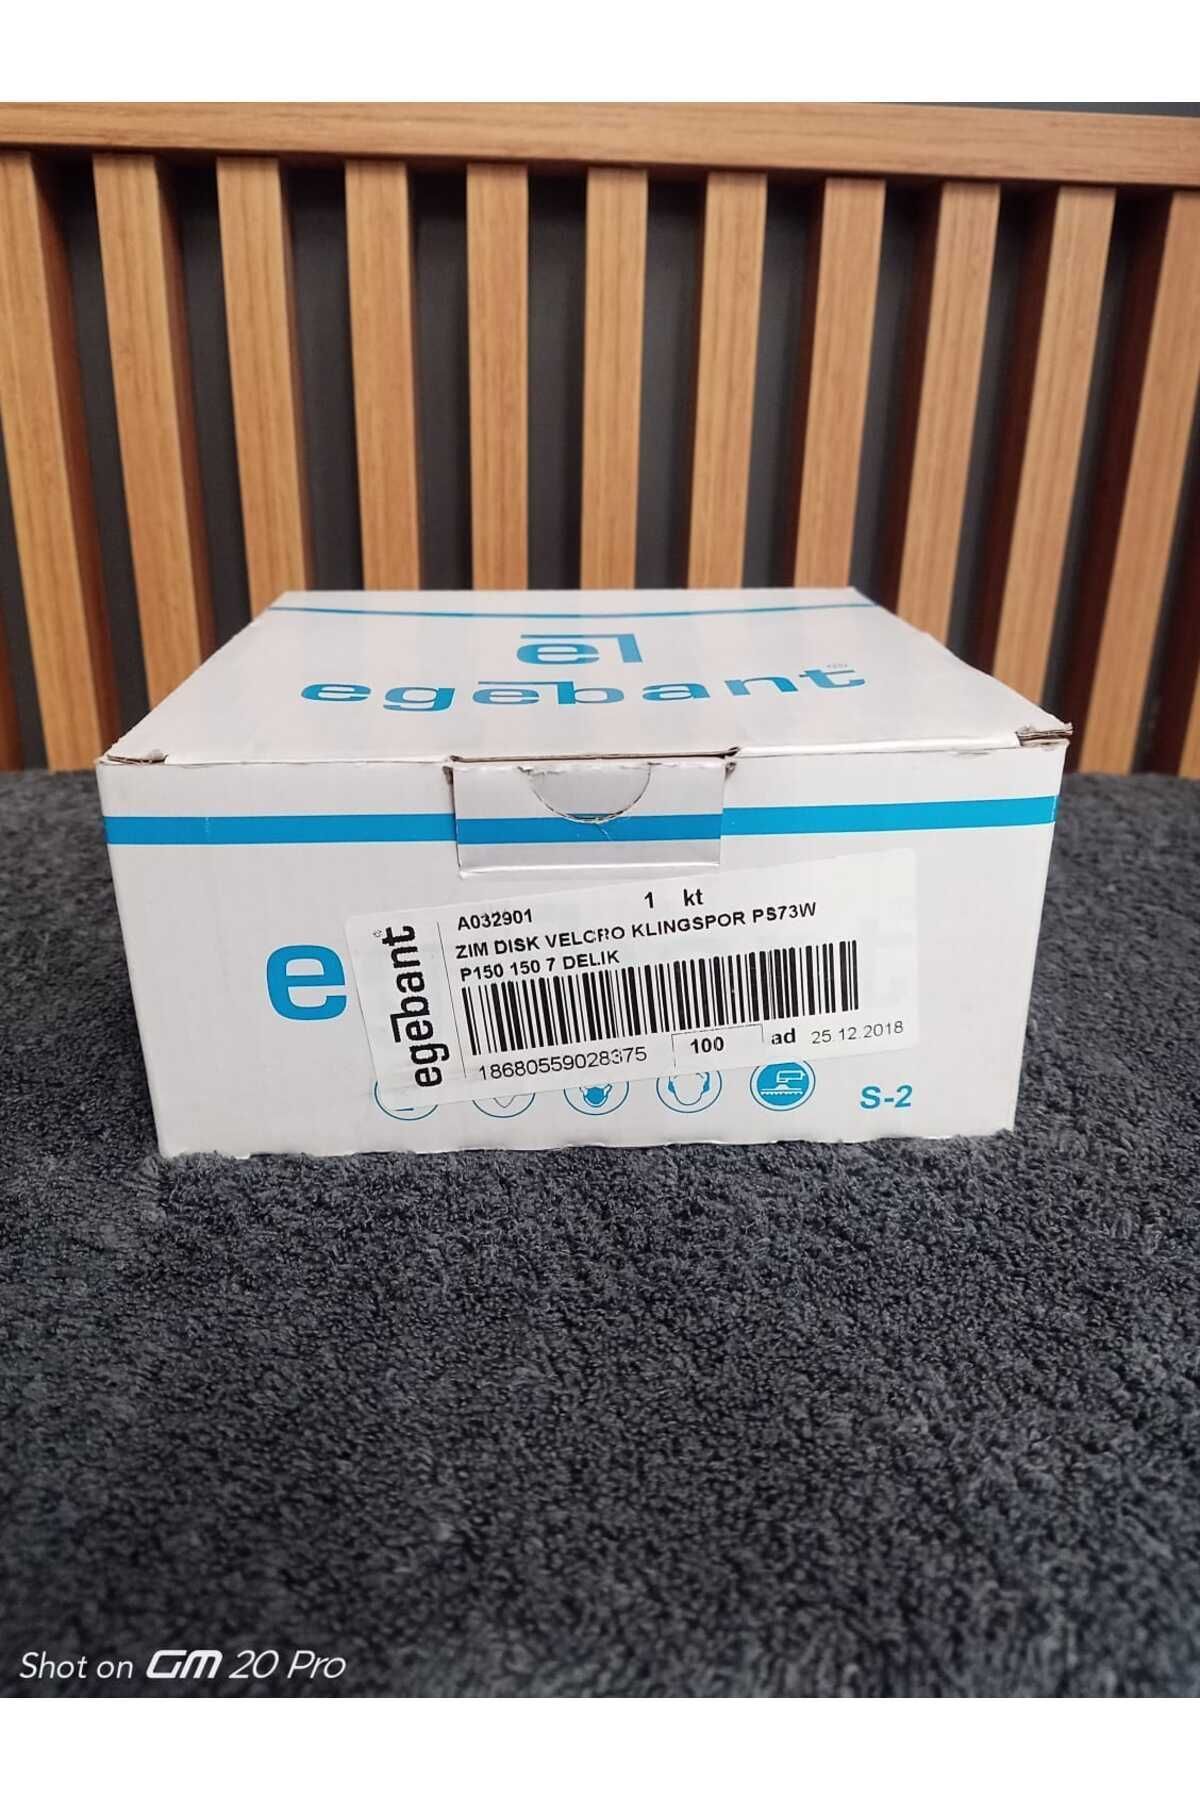 e
egebant
A032901 1 kt
ZIM DISK VELCRO KLINGSPOR PS73W
P150 150 7 DELIK
egebant
e
18680559028375 100 ad 25.12.2018
S-2
Shot on GM 20 Pro